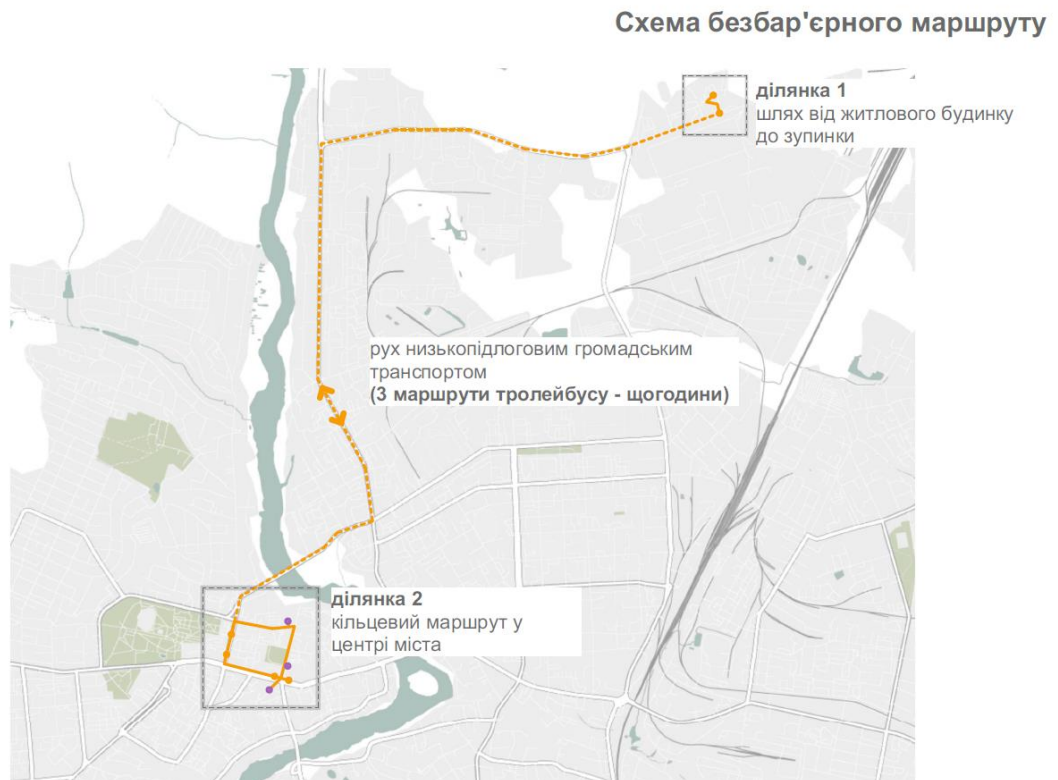 Схема безбар'єрного маршруту
ділянка 1
шлях від житлового будинку
до зупинки
рух низькопідлоговим громадським
транспортом
(3 маршрути тролейбусу - щогодини)
ділянка 2
кільцевий маршрут у
центрі міста